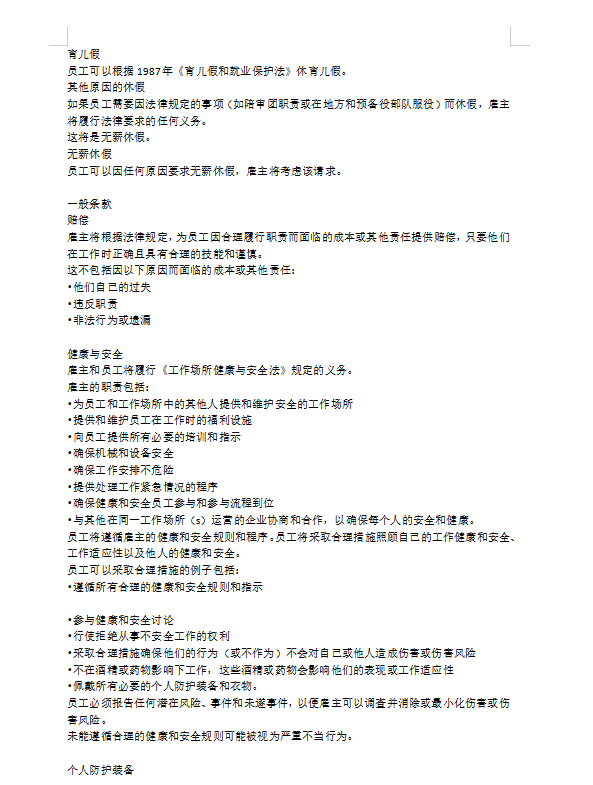 育儿假
员工可以根据 1987年《育儿假和就业保护法》休育儿假。
其他原因的休假
如果员工需要因法律规定的事项（如陪审团职责或在地方和预备役部队服役）而休假，雇主
将履行法律要求的任何义务。
这将是无薪休假。
无薪休假
员工可以因任何原因要求无薪休假，雇主将考虑该请求。
一般条款
赔偿
雇主将根据法律规定，为员工因合理履行职责而面临的成本或其他责任提供赔偿，只要他们
在工作时正确且具有合理的技能和谨慎。
这不包括因以下原因而面临的成本或其他责任：
•他们自己的过失
•违反职责
•非法行为或遗漏
健康与安全
雇主和员工将履行《工作场所健康与安全法》规定的义务。
雇主的职责包括：
•为员工和工作场所中的其他人提供和维护安全的工作场所
•提供和维护员工在工作时的福利设施
•向员工提供所有必要的培训和指示
•确保机械和设备安全
•确保工作安排不危险
•提供处理工作紧急情况的程序
•确保健康和安全员工参与和参与流程到位
•与其他在同一工作场所（s）运营的企业协商和合作，以确保每个人的安全和健康。
员工将遵循雇主的健康和安全规则和程序。员工将采取合理措施照顾自己的工作健康和安全、
工作适应性以及他人的健康和安全。
员工可以采取合理措施的例子包括：
•遵循所有合理的健康和安全规则和指示
•参与健康和安全讨论
•行使拒绝从事不安全工作的权利
•采取合理措施确保他们的行为（或不作为）不会对自己或他人造成伤害或伤害风险
•不在酒精或药物影响下工作，这些酒精或药物会影响他们的表现或工作适应性
•佩戴所有必要的个人防护装备和衣物。
员工必须报告任何潜在风险、事件和未遂事件，以便雇主可以调查并消除或最小化伤害或伤
害风险。
未能遵循合理的健康和安全规则可能被视为严重不当行为。
个人防护装备